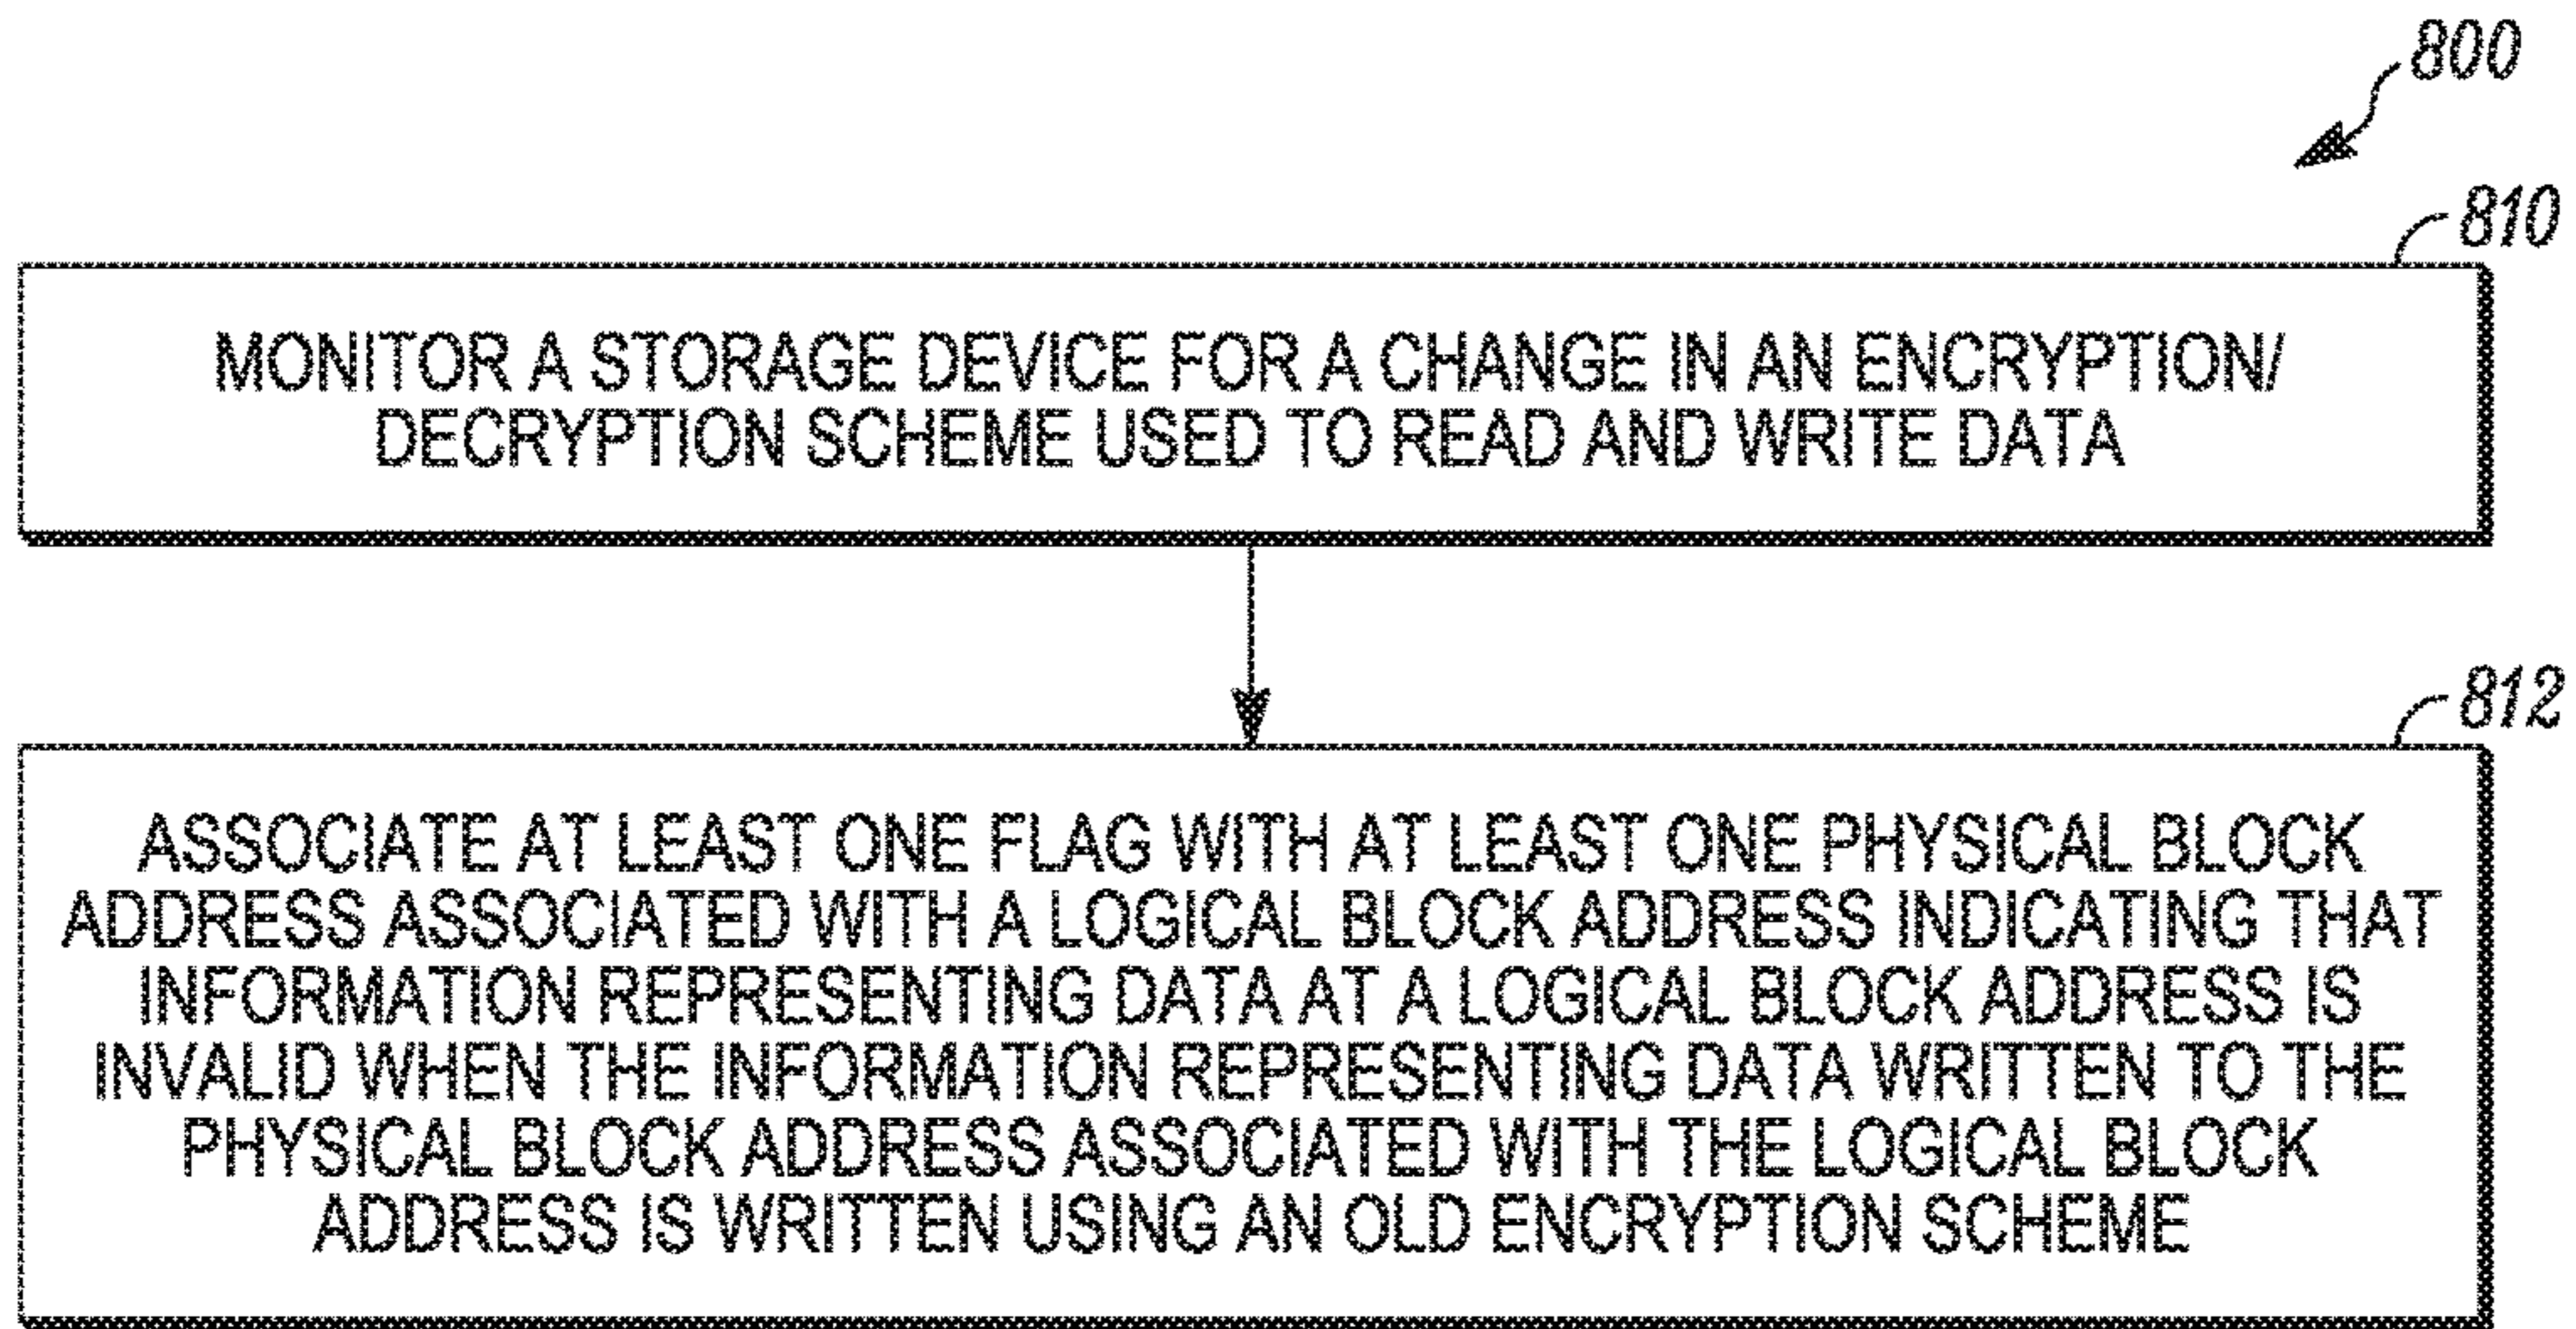 800
810
MONITOR A STORAGE DEVICE FOR A CHANGE IN AN ENCRYPTION/
DECRYPTION SCHEME USED TO READ AND WRITE DATA
812
ASSOCIATE AT LEAST ONE FLAG WITH AT LEAST ONE PHYSICAL BLOCK
ADDRESS ASSOCIATED WITH A LOGICAL BLOCK ADDRESS INDICATING THAT
INFORMATION REPRESENTING DATA AT A LOGICAL BLOCK ADDRESS IS
INVALID WHEN THE INFORMATION REPRESENTING DATA WRITTEN TO THE
PHYSICAL BLOCK ADDRESS ASSOCIATED WITH THE LOGICAL BLOCK
ADDRESS IS WRITTEN USING AN OLD ENCRYPTION SCHEME